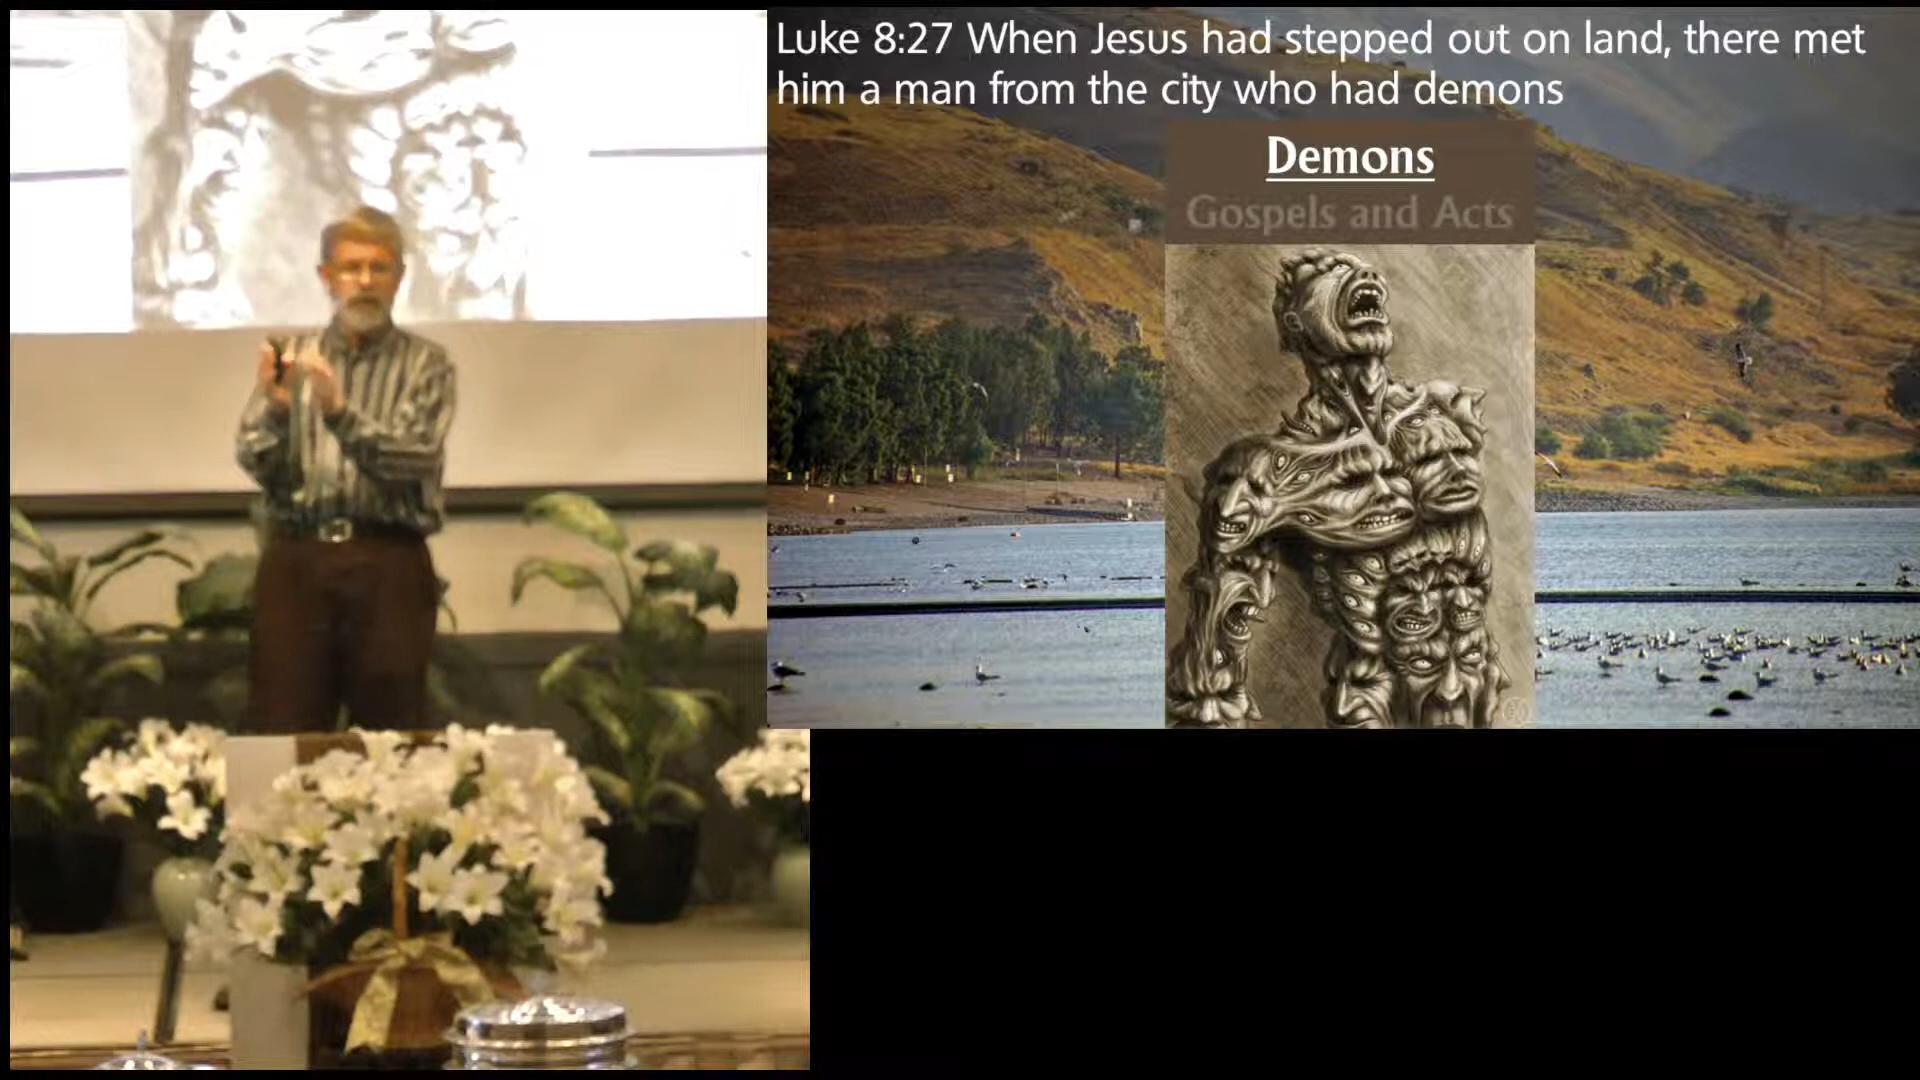 Luke 8:27 When Jesus had stepped out on land, there met
him a man from the city who had demons
Demons
Gospels and Acts